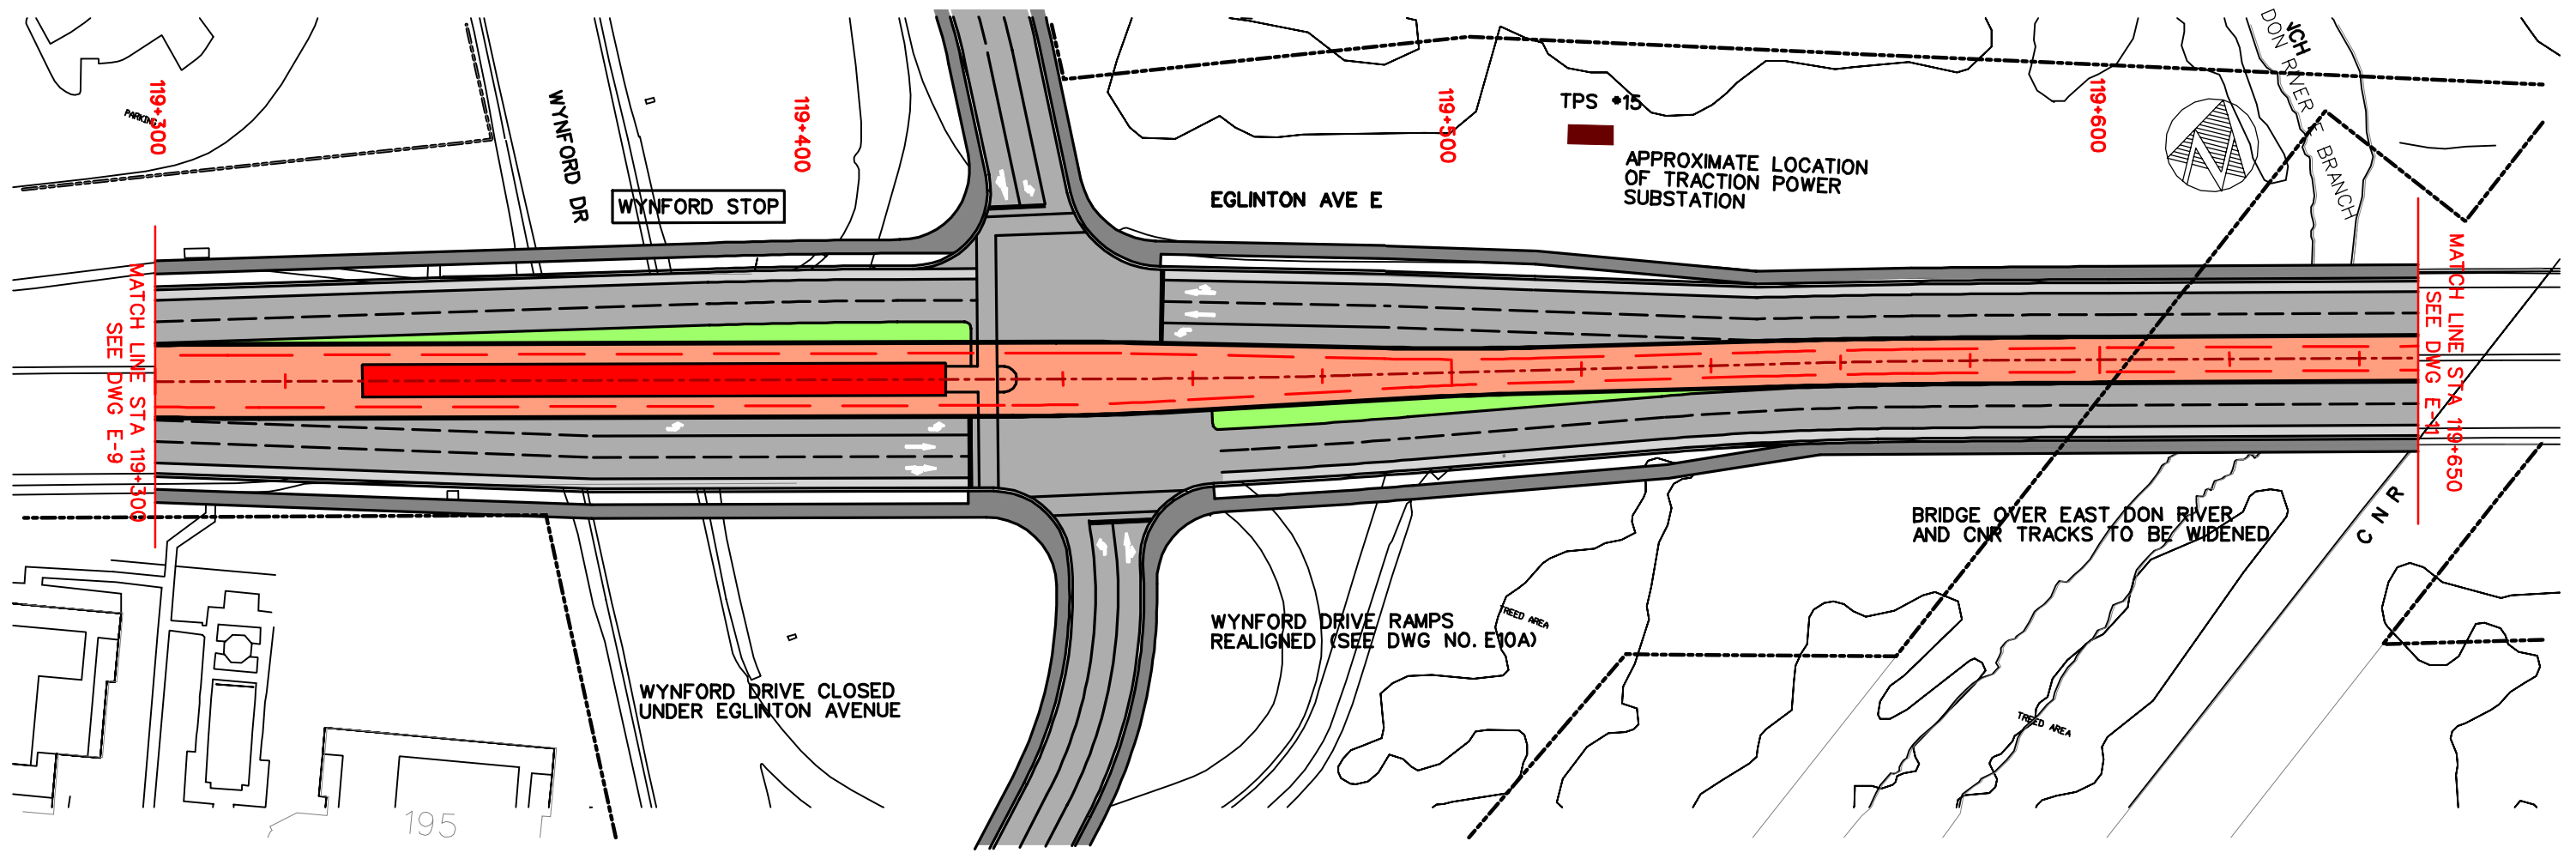 NCH
DON RIVER E BRANCH
119+300
PARKING
WYNFORD DR
119+400
119+500
TPS #15
119+600
WYNFORD STOP
EGLINTON AVE E
APPROXIMATE LOCATION
OF TRACTION POWER
SUBSTATION
MATCH LINE STA 119+300
SEE DWG E-9
MATCH LINE STA 119+650
SEE DWG E-11
BRIDGE OVER EAST DON RIVER
AND CNR TRACKS TO BE WIDENED
C N R
WYNFORD DRIVE RAMPS
REALIGNED (SEE DWG NO. E10A)
TREED AREA
WYNFORD DRIVE CLOSED
UNDER EGLINTON AVENUE
TREED AREA
195